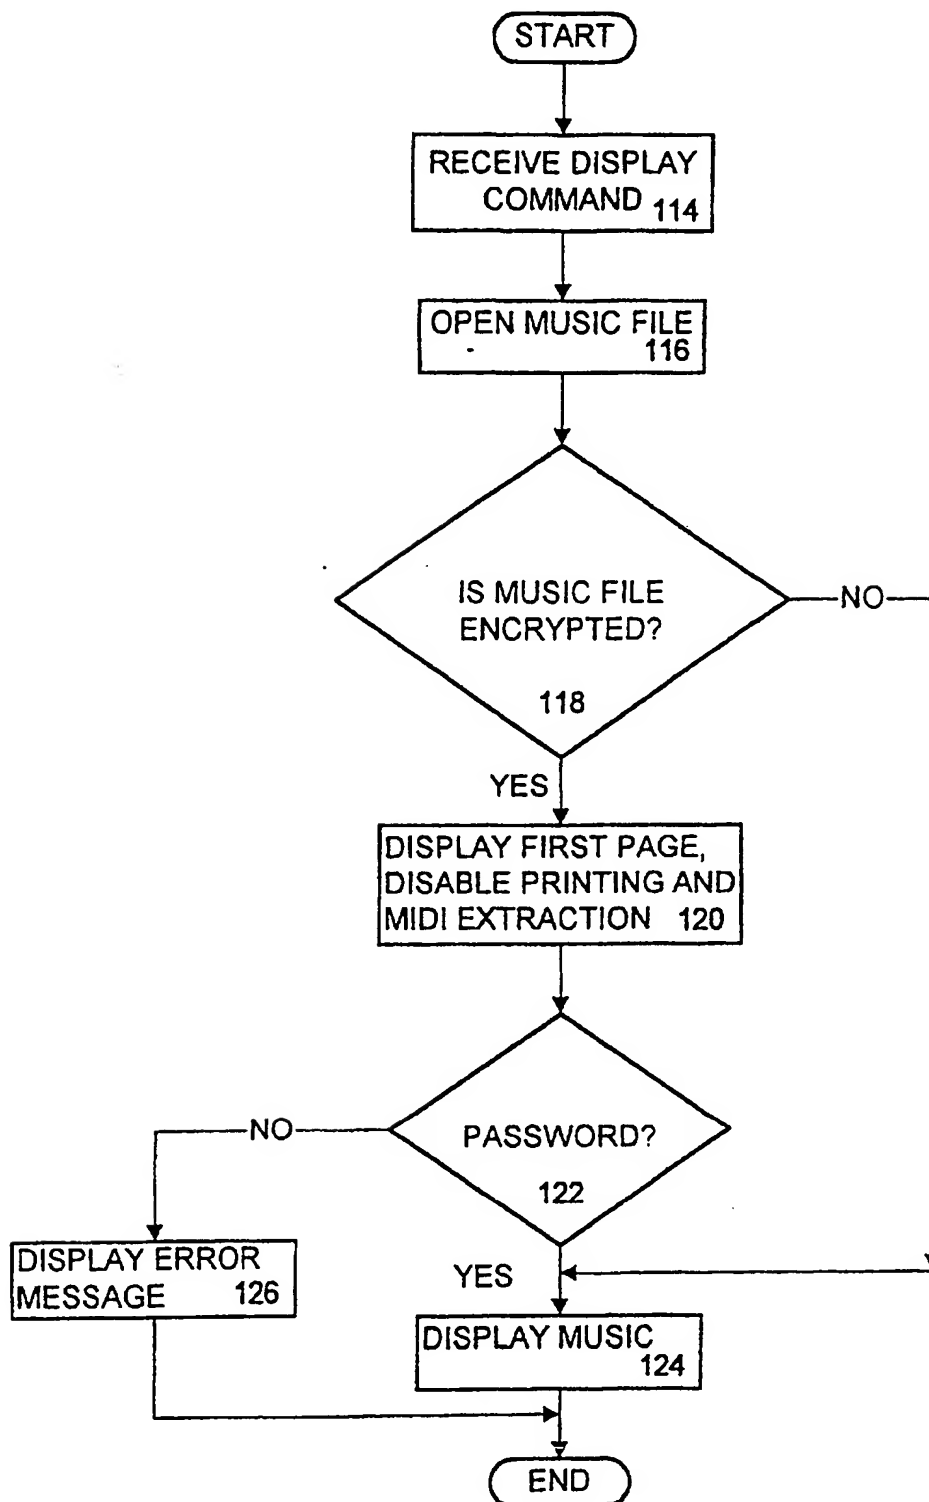 START
RECEIVE DISPLAY
COMMAND 114
OPEN MUSIC FILE
116
IS MUSIC FILE
ENCRYPTED?
118
NO
YES
DISPLAY FIRST PAGE,
DISABLE PRINTING AND
MIDI EXTRACTION 120
NO
PASSWORD?
122
DISPLAY ERROR
MESSAGE 126
YES
DISPLAY MUSIC
124
END